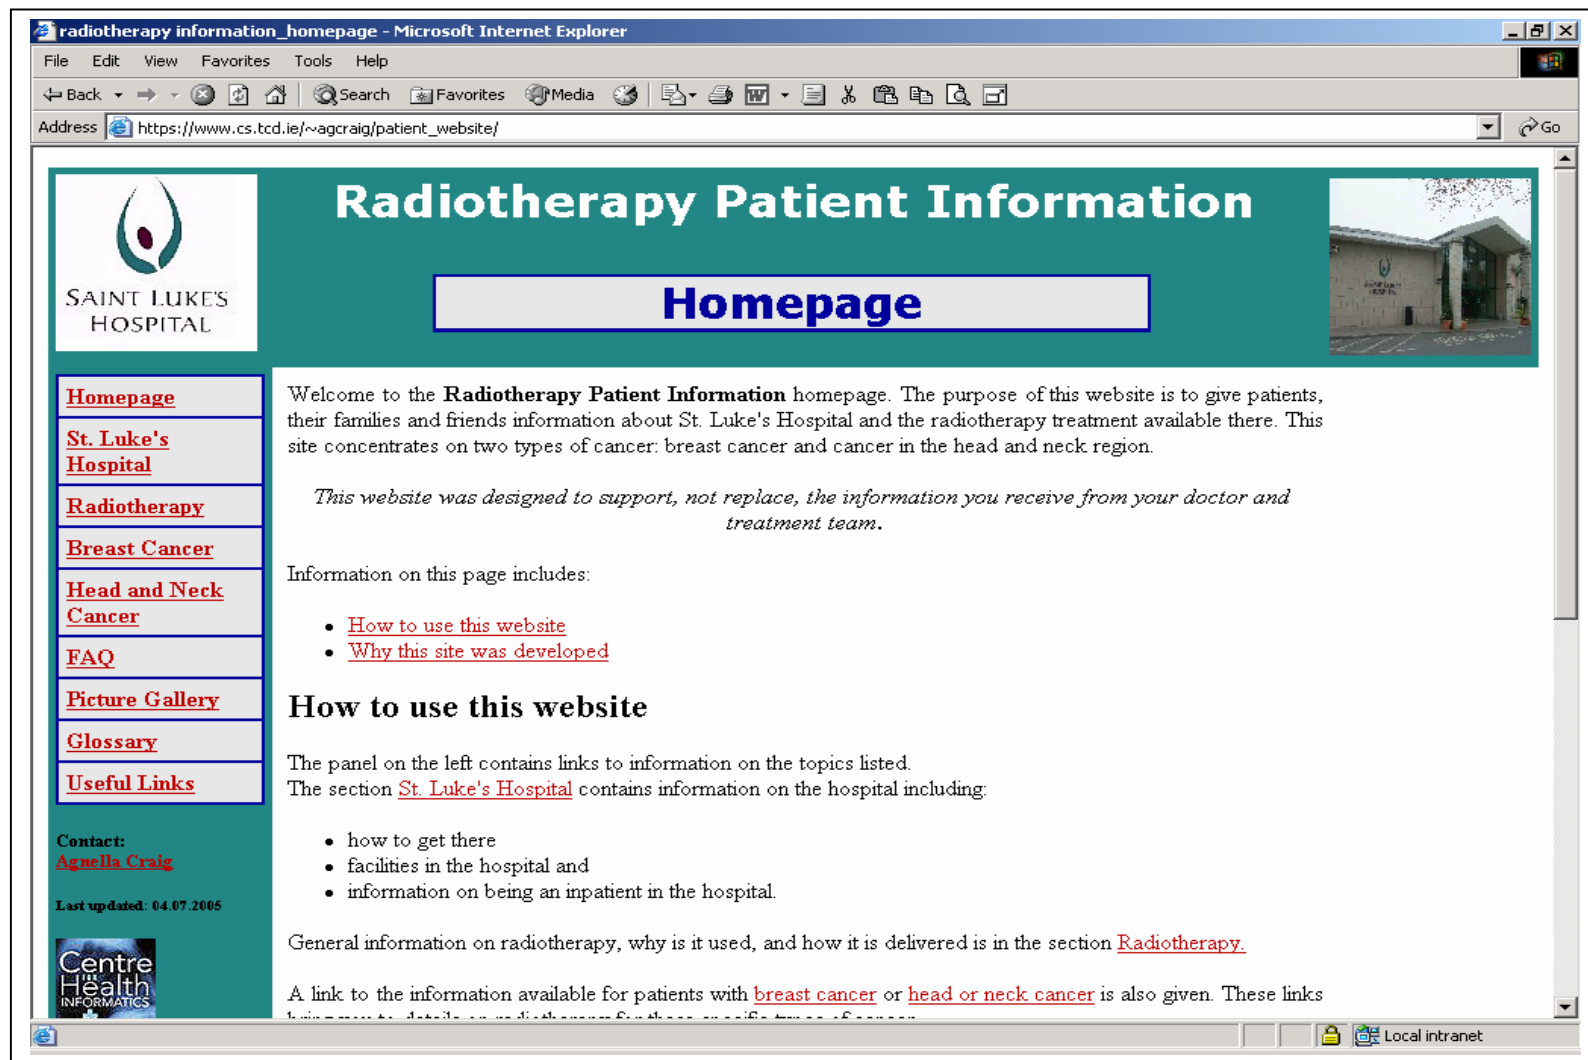 radiotherapy information_homepage - Microsoft Internet Explorer
File Edit View Favorites Tools Help
Back Search Favorites Media
Address https://www.cs.tcd.ie/~agcraig/patient_website/ Go
SAINT LUKE'S
HOSPITAL
Radiotherapy Patient Information
Homepage
Homepage
St. Luke's
Hospital
Radiotherapy
Breast Cancer
Head and Neck
Cancer
FAQ
Picture Gallery
Glossary
Useful Links
Contact:
Agnella Craig
Last updated: 04.07.2005
Centre
Health
INFORMATICS
Welcome to the Radiotherapy Patient Information homepage. The purpose of this website is to give patients,
their families and friends information about St. Luke's Hospital and the radiotherapy treatment available there. This
site concentrates on two types of cancer: breast cancer and cancer in the head and neck region.
This website was designed to support, not replace, the information you receive from your doctor and
treatment team.
Information on this page includes:
• How to use this website
• Why this site was developed
How to use this website
The panel on the left contains links to information on the topics listed.
The section St. Luke's Hospital contains information on the hospital including:
• how to get there
• facilities in the hospital and
• information on being an inpatient in the hospital.
General information on radiotherapy, why is it used, and how it is delivered is in the section Radiotherapy.
A link to the information available for patients with breast cancer or head or neck cancer is also given. These links
Local intranet